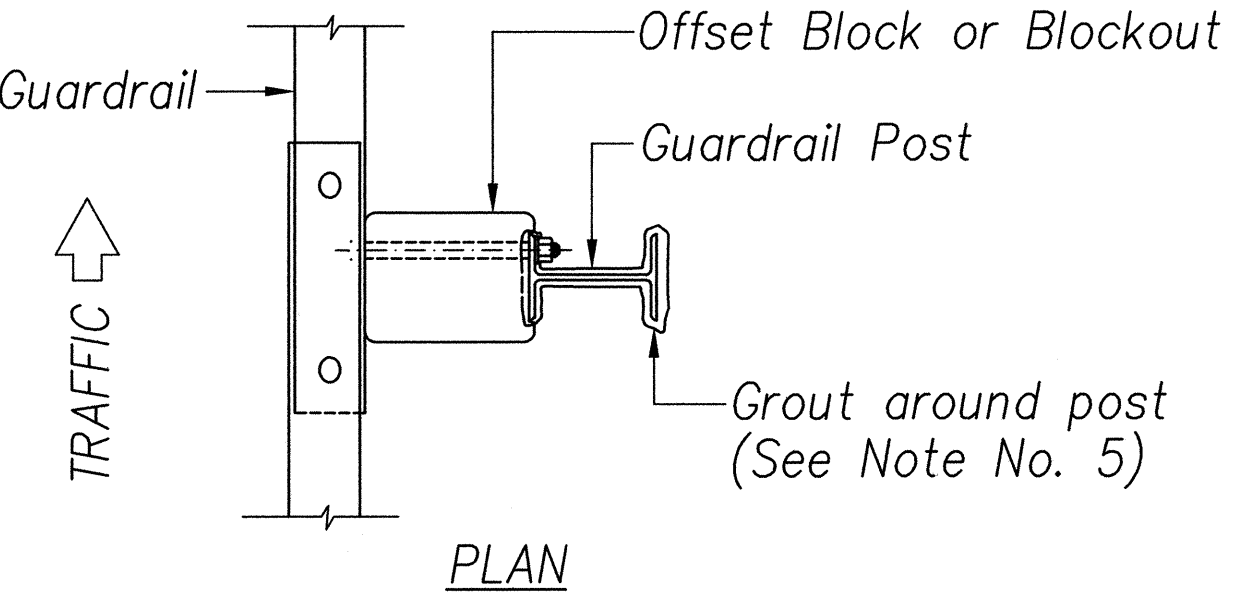 Offset Block or Blockout
Guardrail
Guardrail Post
TRAFFIC
Grout around post
(See Note No. 5)
PLAN